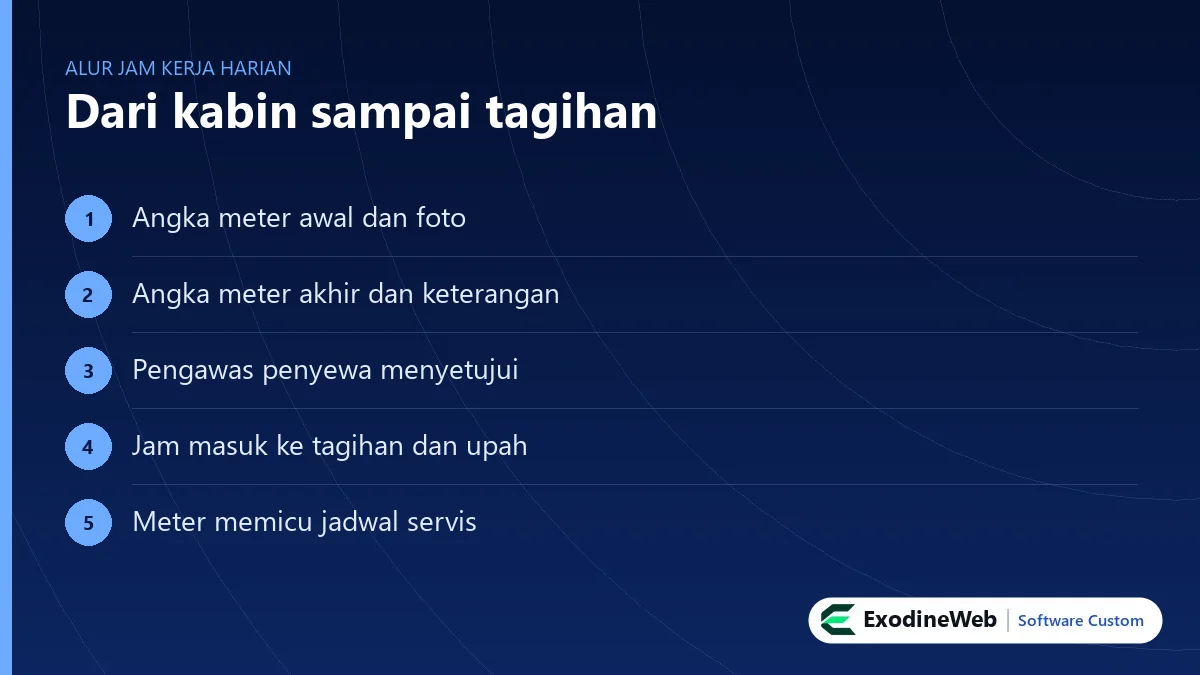 ALUR JAM KERJA HARIAN
Dari kabin sampai tagihan
1 Angka meter awal dan foto
2 Angka meter akhir dan keterangan
3 Pengawas penyewa menyetujui
4 Jam masuk ke tagihan dan upah
5 Meter memicu jadwal servis
ExodineWeb | Software Custom